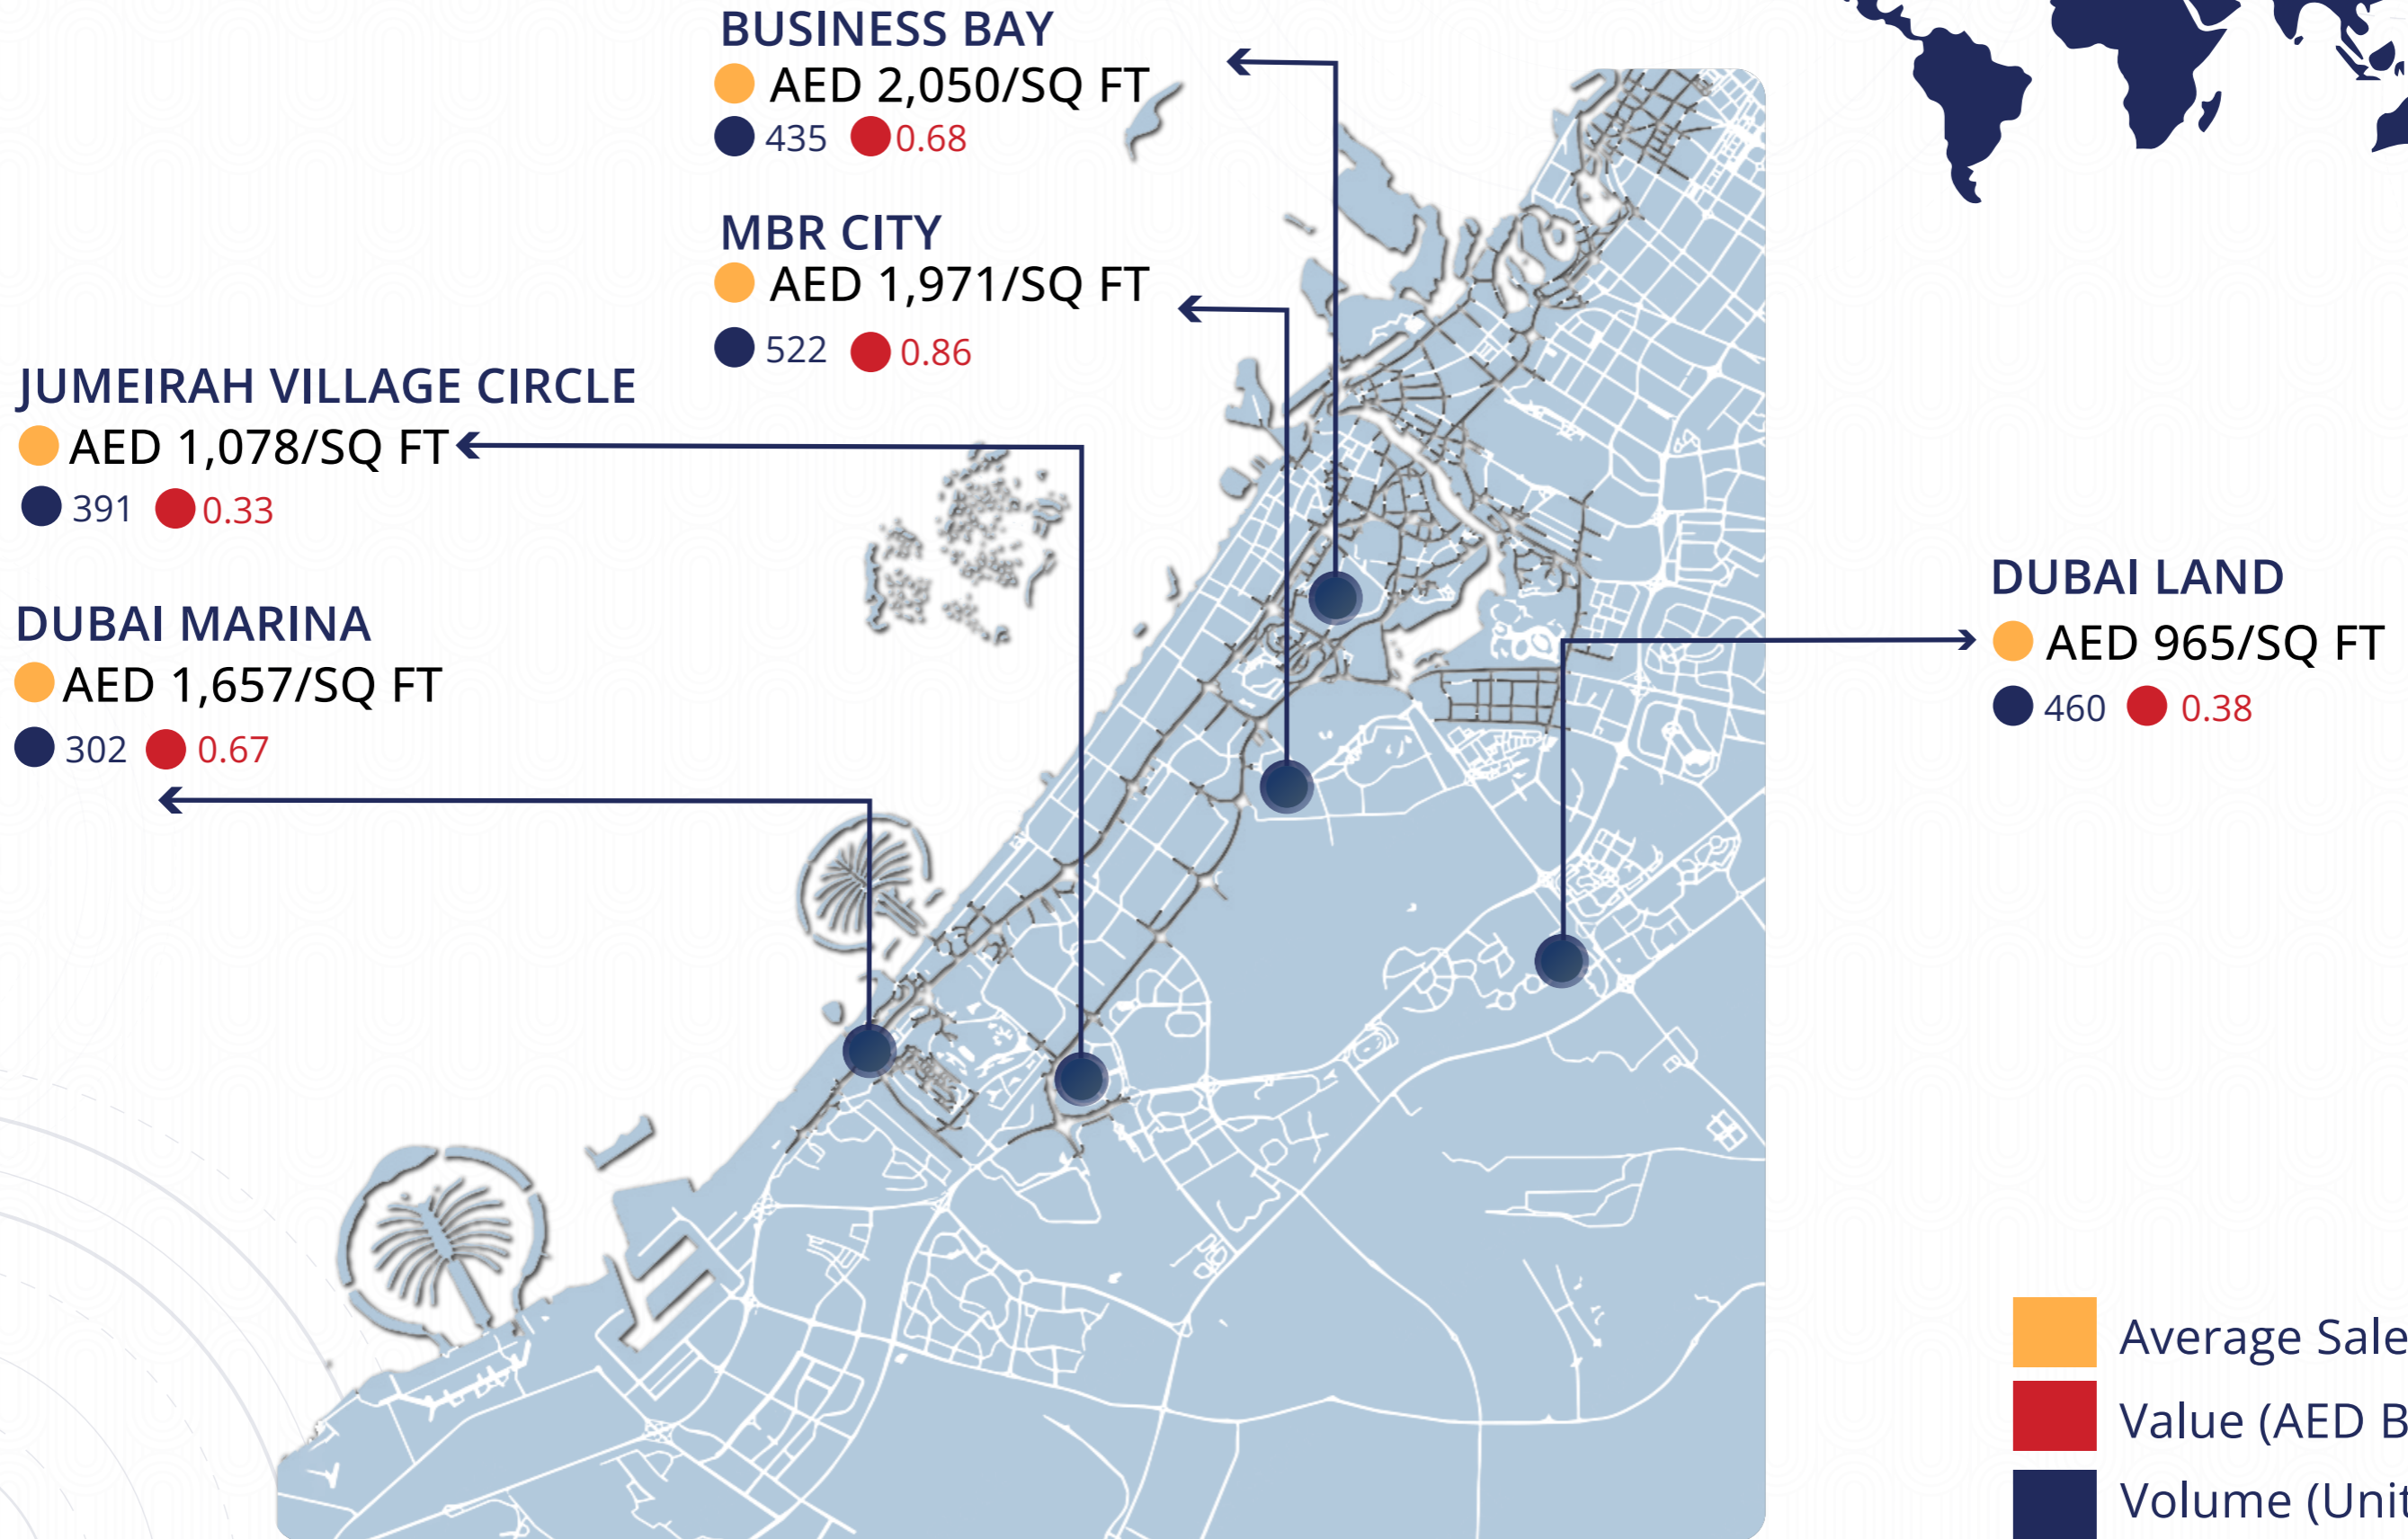 BUSINESS BAY
AED 2,050/SQ FT
435 0.68
MBR CITY
AED 1,971/SQ FT
522 0.86
JUMEIRAH VILLAGE CIRCLE
AED 1,078/SQ FT
391 0.33
DUBAI MARINA
AED 1,657/SQ FT
302 0.67
DUBAI LAND
AED 965/SQ FT
460 0.38
Average Sale
Value (AED B
Volume (Unit